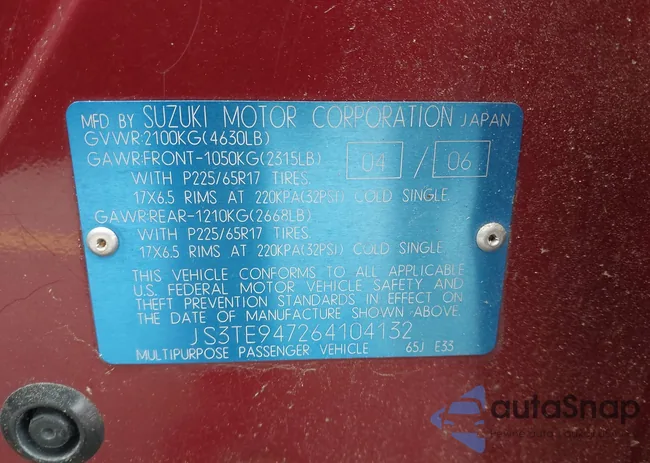 MFD BY SUZUKI MOTOR CORPORATION JAPAN
GVWR:2100KG(4630LB)
GAWR:FRONT-1050KG(2315LB) 04 / 06
WITH P225/65R17 TIRES.
17X6.5 RIMS AT 220KPA(32PSI) COLD SINGLE.
GAWR:REAR-1210KG(2668LB)
WITH P225/65R17 TIRES.
17X6.5 RIMS AT 220KPA(32PSI) COLD SINGLE.
THIS VEHICLE CONFORMS TO ALL APPLICABLE
U.S. FEDERAL MOTOR VEHICLE SAFETY AND
THEFT PREVENTION STANDARDS IN EFFECT ON
THE DATE OF MANUFACTURE SHOWN ABOVE.
JS3TE947264104132
MULTIPURPOSE PASSENGER VEHICLE 65J E33
autoSnap